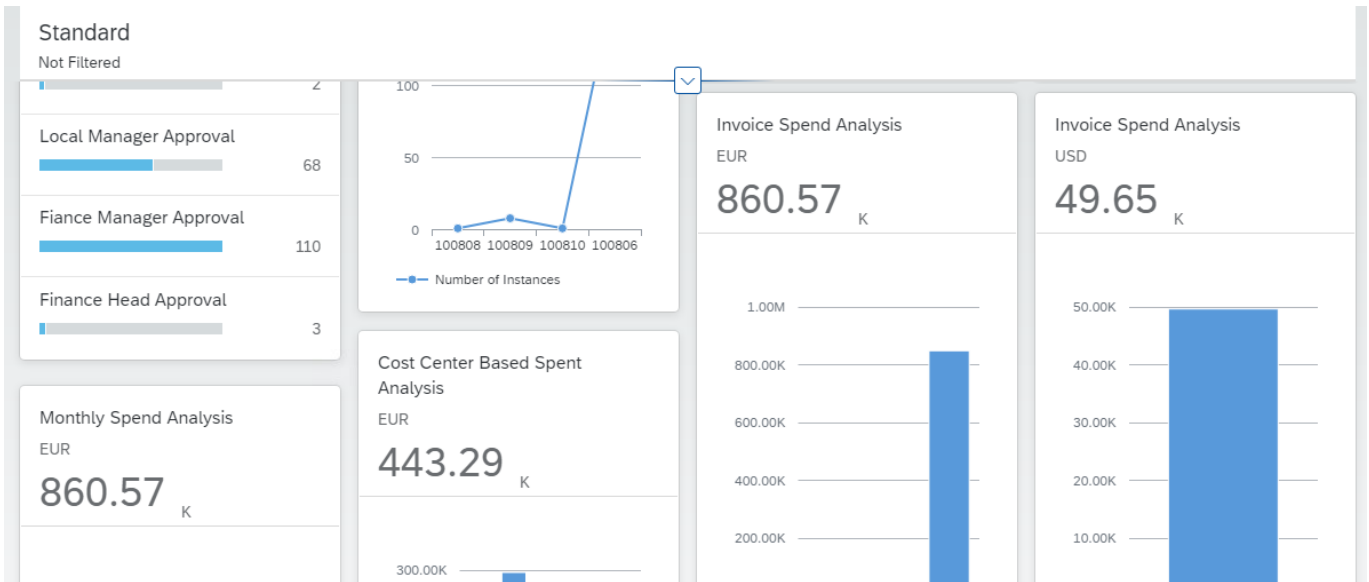 Standard
Not Filtered
2
Local Manager Approval
68
Fiance Manager Approval
110
Finance Head Approval
3
Monthly Spend Analysis
EUR
860.57 K
100
50
0
100808 100809 100810 100806
Number of Instances
Cost Center Based Spent
Analysis
EUR
443.29 K
300.00K
Invoice Spend Analysis
EUR
860.57 K
1.00M
800.00K
600.00K
400.00K
200.00K
Invoice Spend Analysis
USD
49.65 K
50.00K
40.00K
30.00K
20.00K
10.00K